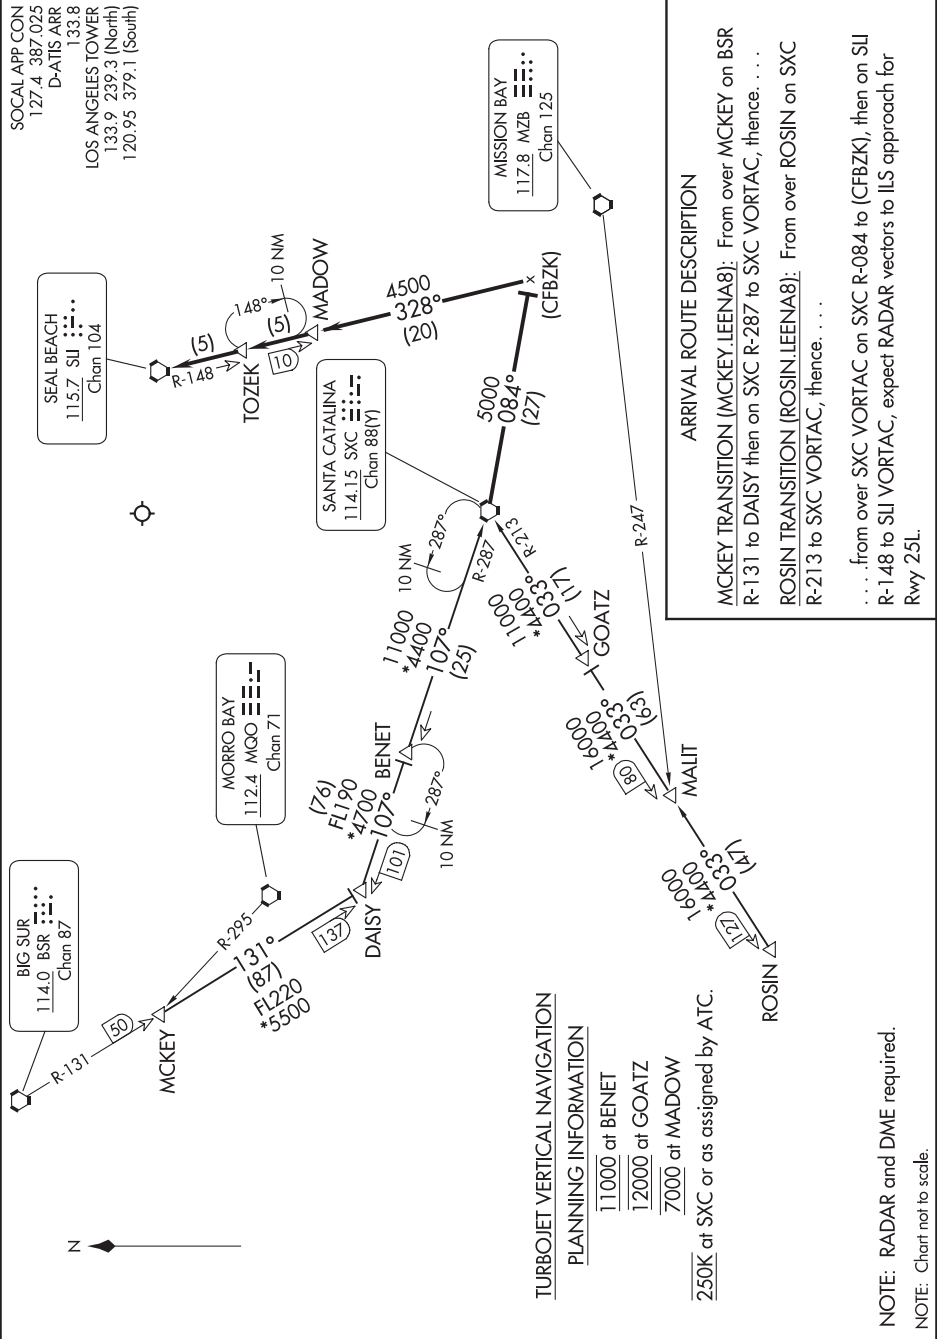 SOCAL APP CON
127.4 387.025
D-ATIS ARR
133.8
LOS ANGELES TOWER
133.9 239.3 (North)
120.95 379.1 (South)
N
BIG SUR
114.0 BSR
Chan 87
MORRO BAY
112.4 MQO
Chan 71
SANTA CATALINA
114.15 SXC
Chan 88(Y)
SEAL BEACH
115.7 SLI
Chan 104
MISSION BAY
117.8 MZB
Chan 125
R-131
50
MCKEY
R-295
131°
(87)
FL220
*5500
137
DAISY
101
(76)
FL190
*4700
107°
BENET
287°
10 NM
11000
*4400
107°
(25)
10 NM
287°
R-287
R-213
11000
*4400
033°
(17)
GOATZ
16000
*4400
033°
(63)
80
MALIT
R-247
16000
*4400
033°
(47)
127
ROSIN
5000
084°
(27)
(CFBZK)
4500
328°
(20)
MADOW
10 NM
148°
(5)
10
TOZEK
(5)
R-148
TURBOJET VERTICAL NAVIGATION
PLANNING INFORMATION
11000 at BENET
12000 at GOATZ
7000 at MADOW
250K at SXC or as assigned by ATC.
NOTE: RADAR and DME required.
NOTE: Chart not to scale.
ARRIVAL ROUTE DESCRIPTION
MCKEY TRANSITION (MCKEY.LEENA8): From over MCKEY on BSR
R-131 to DAISY then on SXC R-287 to SXC VORTAC, thence. . . .
ROSIN TRANSITION (ROSIN.LEENA8): From over ROSIN on SXC
R-213 to SXC VORTAC, thence. . . .
. . . .from over SXC VORTAC on SXC R-084 to (CFBZK), then on SLI
R-148 to SLI VORTAC, expect RADAR vectors to ILS approach for
Rwy 25L.